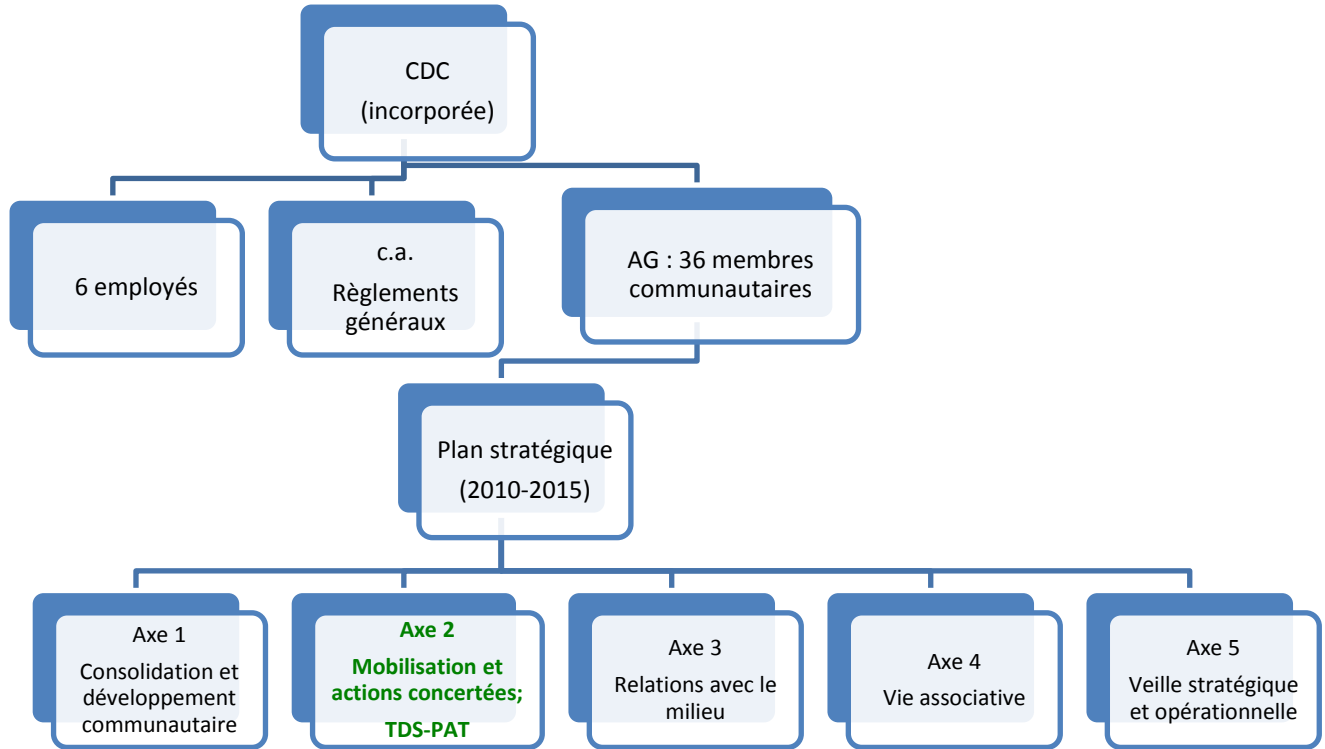 CDC
(incorporée)
6 employés
c.a.
Règlements
généraux
AG : 36 membres
communautaires
Plan stratégique
(2010-2015)
Axe 1
Consolidation et
développement
communautaire
Axe 2
Mobilisation et
actions concertées;
TDS-PAT
Axe 3
Relations avec le
milieu
Axe 4
Vie associative
Axe 5
Veille stratégique
et opérationnelle